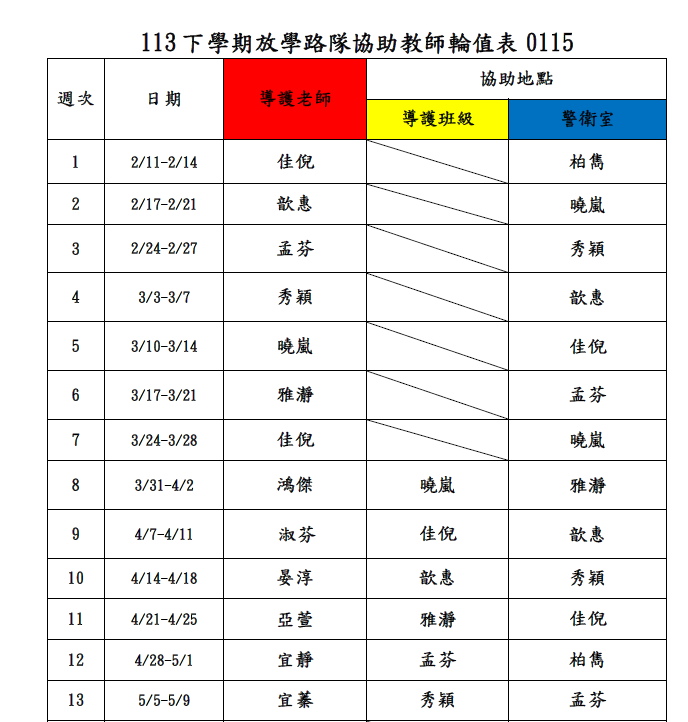 113下學期放學路隊協助教師輪值表 0115
週次 日期 導護老師 協助地點
導護班級 警衛室
1 2/11-2/14 佳倪 柏雋
2 2/17-2/21 歆惠 曉嵐
3 2/24-2/27 孟芬 秀穎
4 3/3-3/7 秀穎 歆惠
5 3/10-3/14 曉嵐 佳倪
6 3/17-3/21 雅瀞 孟芬
7 3/24-3/28 佳倪 曉嵐
8 3/31-4/2 鴻傑 曉嵐 雅瀞
9 4/7-4/11 淑芬 佳倪 歆惠
10 4/14-4/18 晏淳 歆惠 秀穎
11 4/21-4/25 亞萱 雅瀞 佳倪
12 4/28-5/1 宜靜 孟芬 柏雋
13 5/5-5/9 宜蓁 秀穎 孟芬